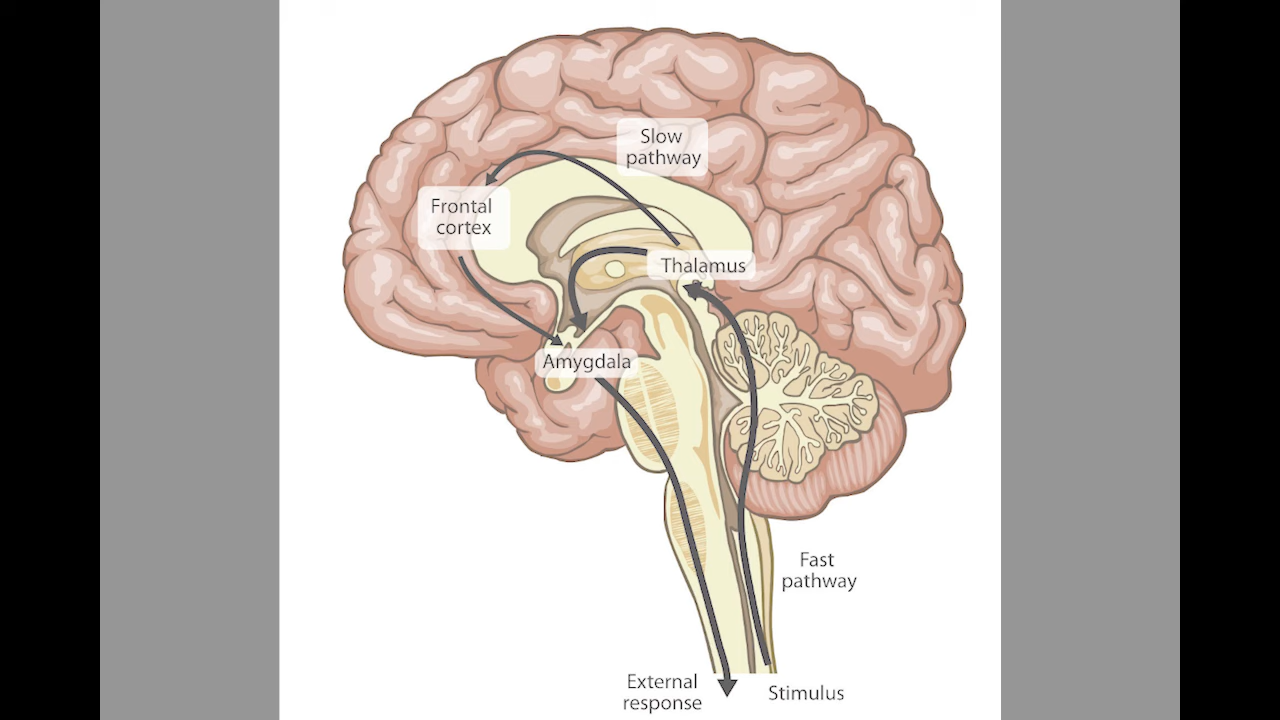 Slow
pathway
Frontal
cortex
Thalamus
Amygdala
Fast
pathway
External
response
Stimulus